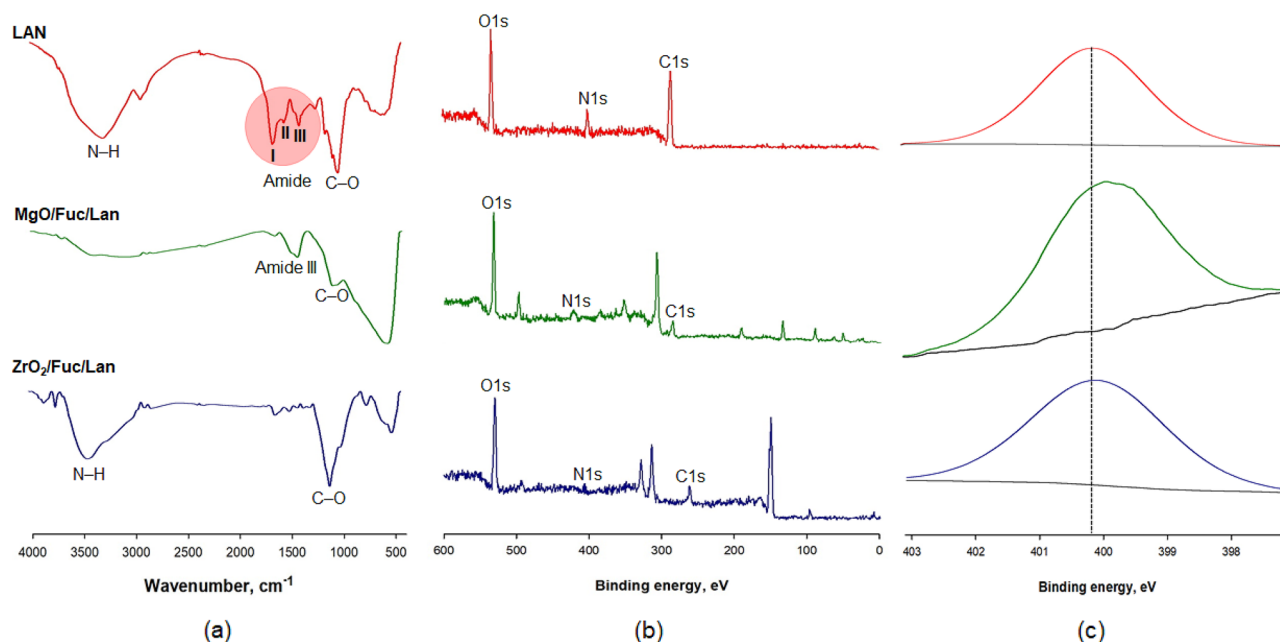 LAN
N–H
I
II
III
Amide
C–O
MgO/Fuc/Lan
Amide III
C–O
ZrO₂/Fuc/Lan
N–H
C–O
4000 3500 3000 2500 2000 1500 1000 500
Wavenumber, cm⁻¹
(a)
O1s
N1s
C1s
O1s
N1s
C1s
O1s
N1s
C1s
600 500 400 300 200 100 0
Binding energy, eV
(b)
403 402 401 400 399 398
Binding energy, eV
(c)